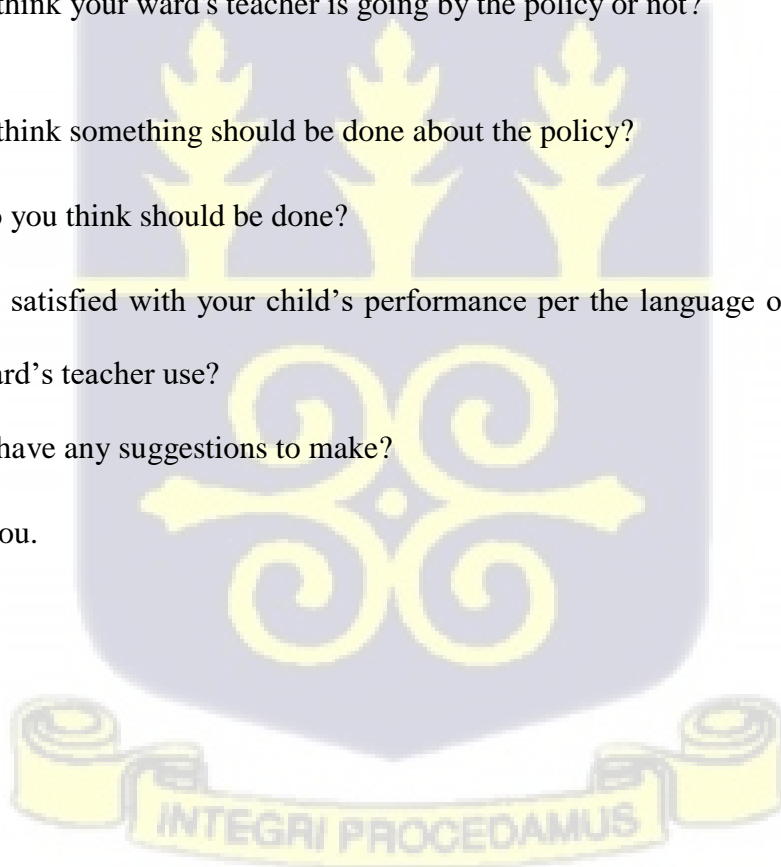 think your ward's teacher is going by the policy or not?
think something should be done about the policy?
you think should be done?
satisfied with your child's performance per the language o
ard's teacher use?
have any suggestions to make?
ou.
INTEGRI PROCEDAMUS